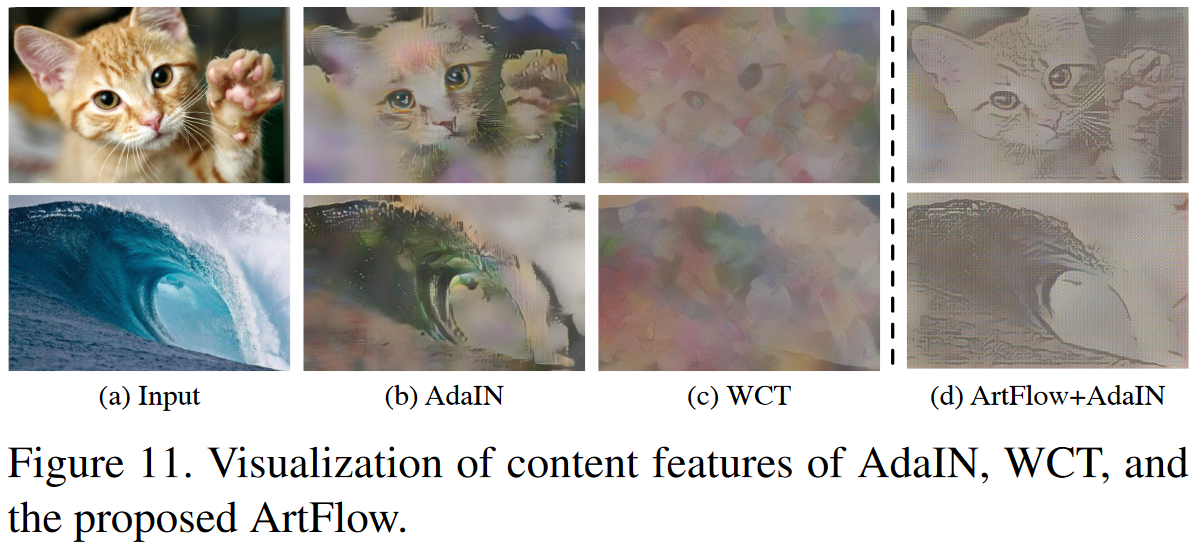 (a) Input
(b) AdaIN
(c) WCT
(d) ArtFlow+AdaIN
Figure 11. Visualization of content features of AdaIN, WCT, and
the proposed ArtFlow.